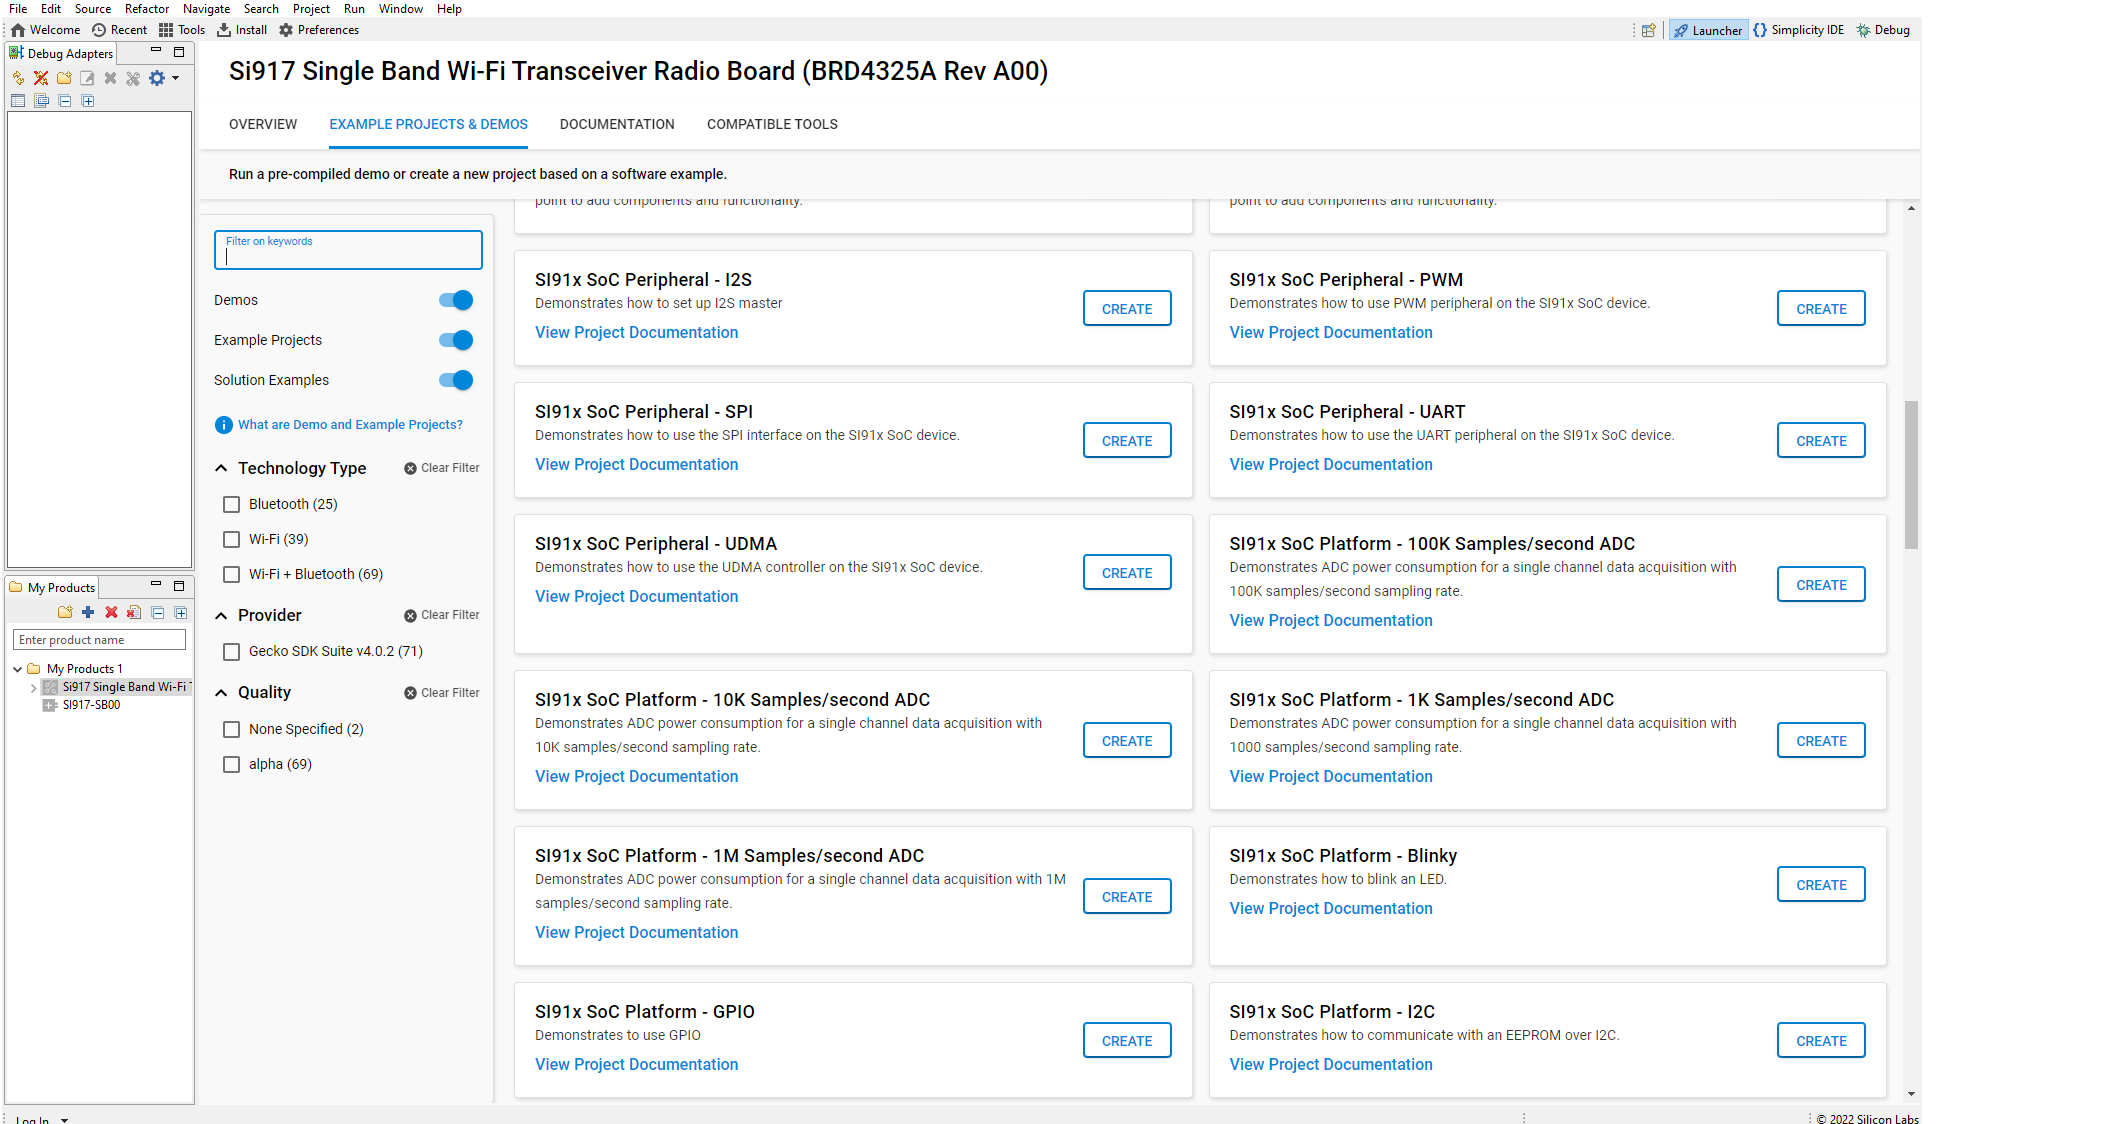 File Edit Source Refactor Navigate Search Project Run Window Help
Welcome Recent Tools Install Preferences
Launcher Simplicity IDE Debug
Debug Adapters
Si917 Single Band Wi-Fi Transceiver Radio Board (BRD4325A Rev A00)
OVERVIEW EXAMPLE PROJECTS & DEMOS DOCUMENTATION COMPATIBLE TOOLS
Run a pre-compiled demo or create a new project based on a software example.
Filter on keywords
Demos
Example Projects
Solution Examples
What are Demo and Example Projects?
Technology Type Clear Filter
Bluetooth (25)
Wi-Fi (39)
Wi-Fi + Bluetooth (69)
Provider Clear Filter
Gecko SDK Suite v4.0.2 (71)
Quality Clear Filter
None Specified (2)
alpha (69)
point to add components and functionality.
point to add components and functionality.
SI91x SoC Peripheral - I2S
Demonstrates how to set up I2S master
View Project Documentation
CREATE
SI91x SoC Peripheral - PWM
Demonstrates how to use PWM peripheral on the SI91x SoC device.
View Project Documentation
CREATE
SI91x SoC Peripheral - SPI
Demonstrates how to use the SPI interface on the SI91x SoC device.
View Project Documentation
CREATE
SI91x SoC Peripheral - UART
Demonstrates how to use the UART peripheral on the SI91x SoC device.
View Project Documentation
CREATE
SI91x SoC Peripheral - UDMA
Demonstrates how to use the UDMA controller on the SI91x SoC device.
View Project Documentation
CREATE
SI91x SoC Platform - 100K Samples/second ADC
Demonstrates ADC power consumption for a single channel data acquisition with
100K samples/second sampling rate.
View Project Documentation
CREATE
SI91x SoC Platform - 10K Samples/second ADC
Demonstrates ADC power consumption for a single channel data acquisition with
10K samples/second sampling rate.
View Project Documentation
CREATE
SI91x SoC Platform - 1K Samples/second ADC
Demonstrates ADC power consumption for a single channel data acquisition with
1000 samples/second sampling rate.
View Project Documentation
CREATE
SI91x SoC Platform - 1M Samples/second ADC
Demonstrates ADC power consumption for a single channel data acquisition with 1M
samples/second sampling rate.
View Project Documentation
CREATE
SI91x SoC Platform - Blinky
Demonstrates how to blink an LED.
View Project Documentation
CREATE
SI91x SoC Platform - GPIO
Demonstrates to use GPIO
View Project Documentation
CREATE
SI91x SoC Platform - I2C
Demonstrates how to communicate with an EEPROM over I2C.
View Project Documentation
CREATE
My Products
Enter product name
My Products 1
Si917 Single Band Wi-Fi
SI917-SB00
Log In
© 2022 Silicon Labs